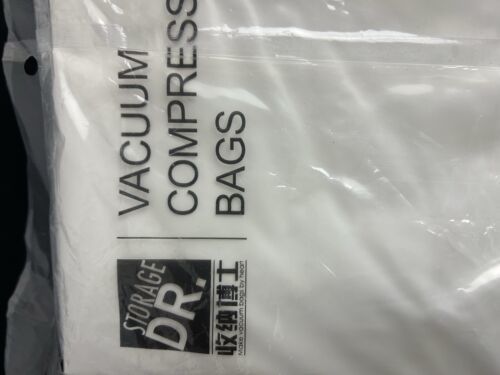 STORAGE
DR.
收纳博士
Make vacuum bags by heart
VACUUM
COMPRESS
BAGS